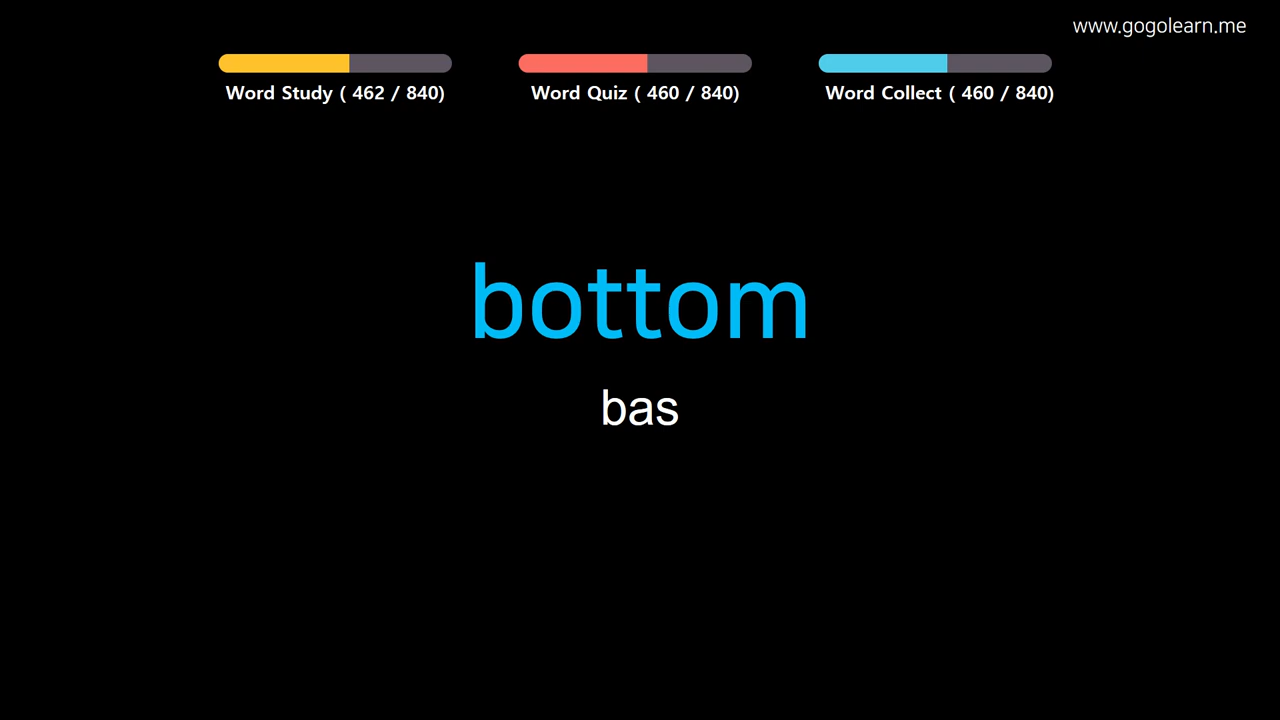 www.gogolearn.me
Word Study ( 462 / 840)
Word Quiz ( 460 / 840)
Word Collect ( 460 / 840)
bottom
bas